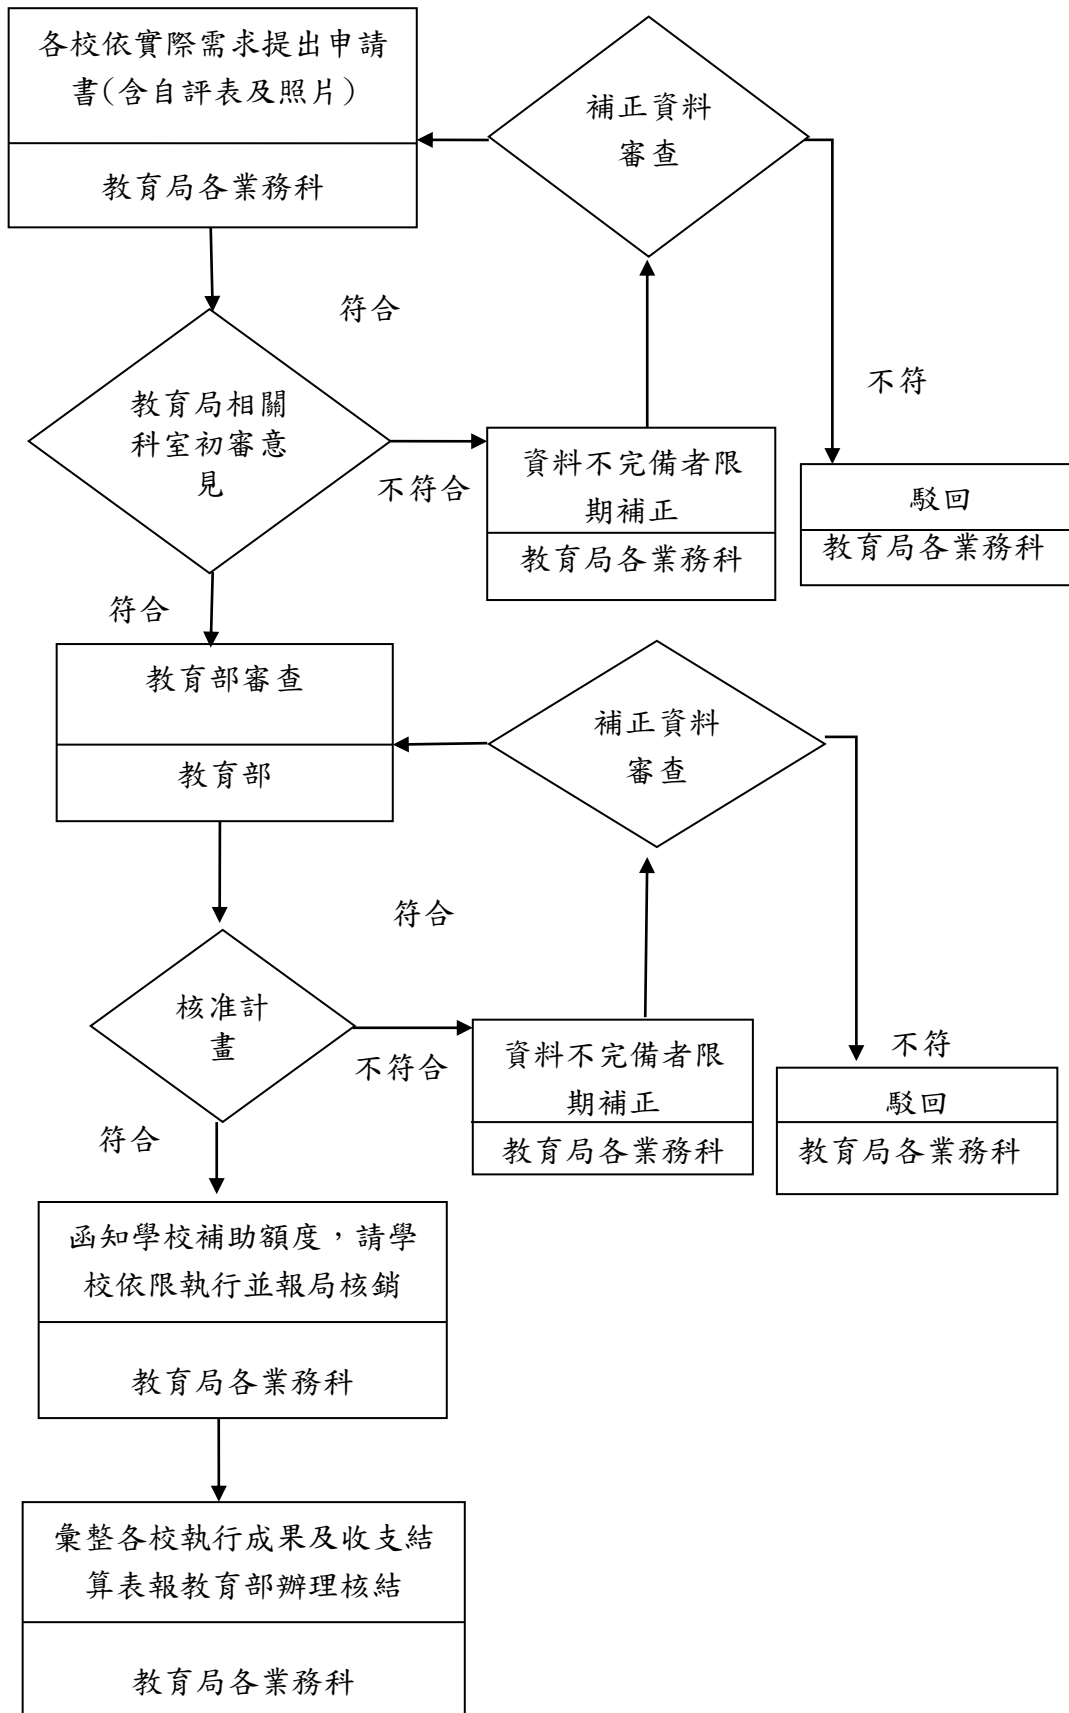 各校依實際需求提出申請
書(含自評表及照片)
教育局各業務科
補正資料
審查
符合
不符
教育局相關
科室初審意
見
不符合
資料不完備者限
期補正
教育局各業務科
駁回
教育局各業務科
符合
教育部審查
教育部
補正資料
審查
符合
核准計
畫
不符合
資料不完備者限
期補正
教育局各業務科
不符
駁回
教育局各業務科
符合
函知學校補助額度，請學
校依限執行並報局核銷
教育局各業務科
彙整各校執行成果及收支結
算表報教育部辦理核結
教育局各業務科